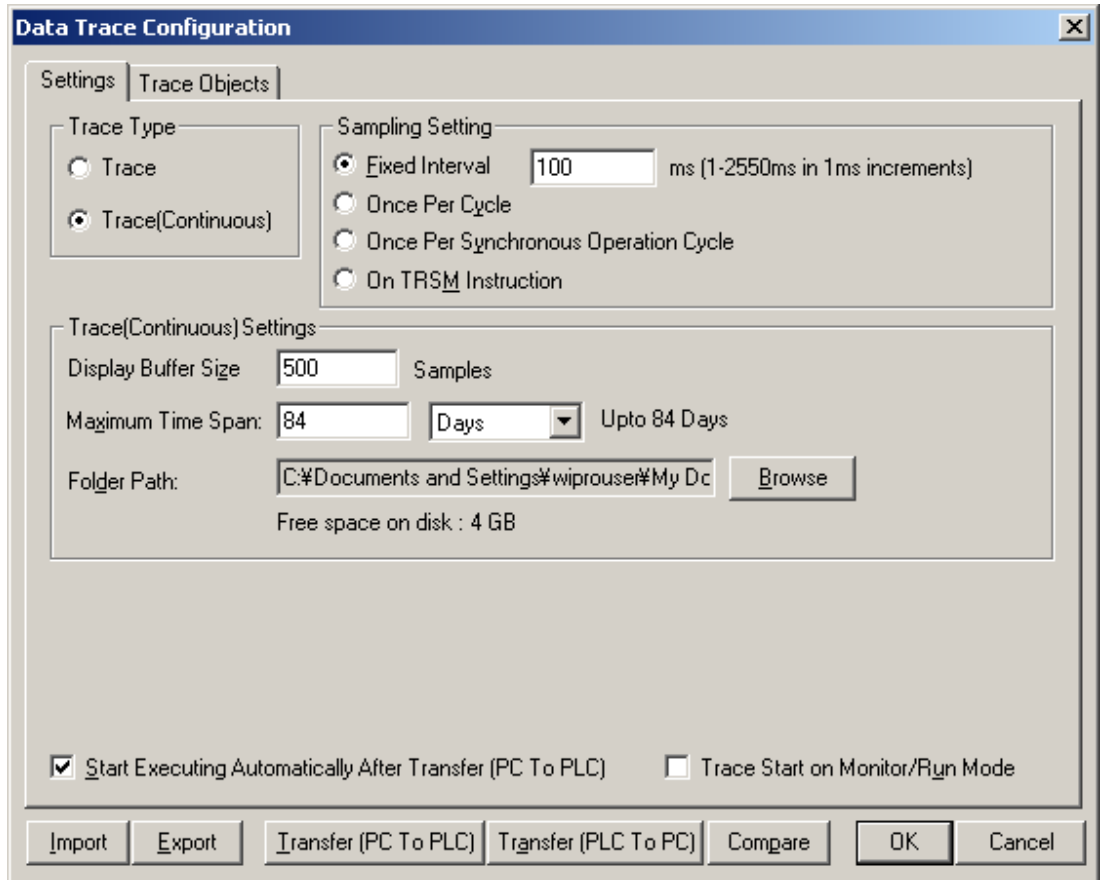 Data Trace Configuration
Settings Trace Objects
Trace Type
Trace
Trace(Continuous)
Sampling Setting
Fixed Interval 100 ms (1-2550ms in 1ms increments)
Once Per Cycle
Once Per Synchronous Operation Cycle
On TRSM Instruction
Trace(Continuous) Settings
Display Buffer Size 500 Samples
Maximum Time Span: 84 Days Upto 84 Days
Folder Path: C:¥Documents and Settings¥wiprouser¥My Dc Browse
Free space on disk : 4 GB
Start Executing Automatically After Transfer (PC To PLC) Trace Start on Monitor/Run Mode
Import Export Transfer (PC To PLC) Transfer (PLC To PC) Compare OK Cancel